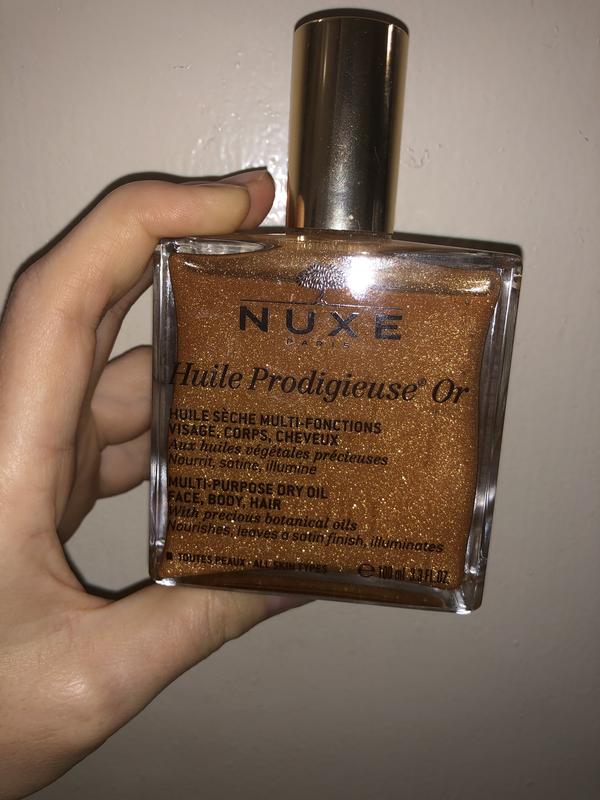 NUXE
PARIS
Huile Prodigieuse® Or
HUILE SÈCHE MULTI-FONCTIONS
VISAGE, CORPS, CHEVEUX
Aux huiles végétales précieuses
Nourrit, satine, illumine
MULTI-PURPOSE DRY OIL
FACE, BODY, HAIR
With precious botanical oils
Nourishes, leaves a satin finish, illuminates
TOUTES PEAUX - ALL SKIN TYPES ℮ 100 ml 3.3 FL.OZ.